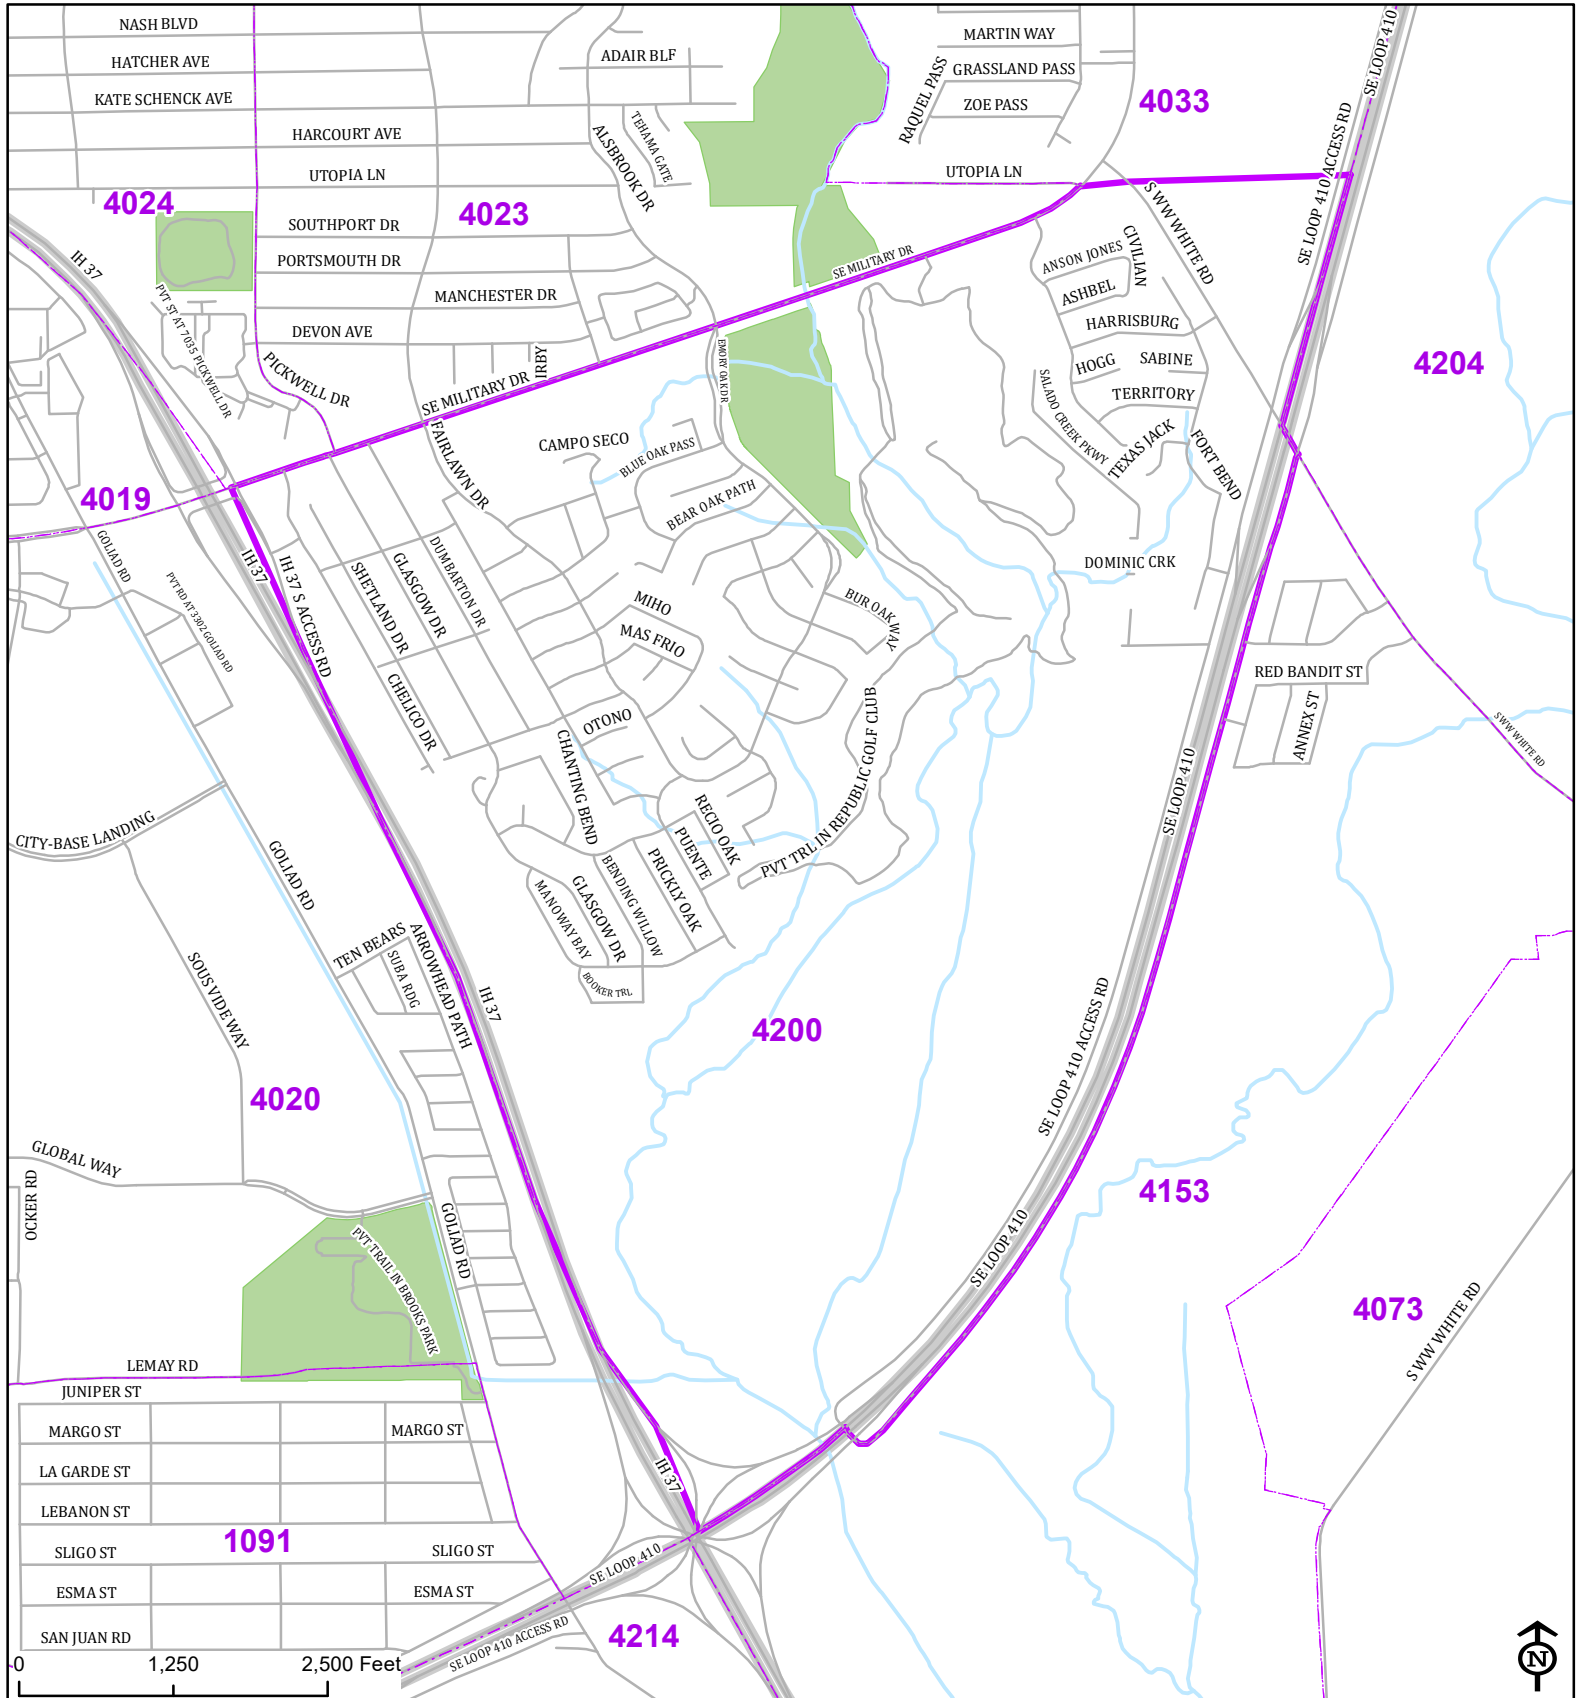 NASH BLVD
HATCHER AVE
KATE SCHENCK AVE
HARCOURT AVE
UTOPIA LN
ADAIR BLF
TEHAMA GATE
ALSBROOK DR
MARTIN WAY
GRASSLAND PASS
RAQUEL PASS
ZOE PASS
UTOPIA LN
4033
SE LOOP 410
SE LOOP 410 ACCESS RD
4024
4023
SOUTHPORT DR
PORTSMOUTH DR
MANCHESTER DR
DEVON AVE
IRBY
IH 37
PVT ST AT 7035 PICKWELL DR
PICKWELL DR
SE MILITARY DR
SE MILITARY DR
S WW WHITE RD
CIVILIAN
ANSON JONES
ASHBEL
HARRISBURG
HOGG
SABINE
TERRITORY
SALADO CREEK PKWY
TEXAS JACK
FORT BEND
4204
EMORY OAK DR
FAIRLAWN DR
CAMPO SECO
BLUE OAK PASS
BEAR OAK PATH
4019
GOLIAD RD
PVT RD AT 3302 GOLIAD RD
IH 37
IH 37 S ACCESS RD
SHETLAND DR
GLASGOW DR
DUMBARTON DR
CHELICO DR
MIHO
MAS FRIO
BUR OAK WAY
DOMINIC CRK
RED BANDIT ST
ANNEX ST
S WW WHITE RD
OTONO
CHANTING BEND
PVT TRL IN REPUBLIC GOLF CLUB
SE LOOP 410
CITY-BASE LANDING
GOLIAD RD
RECIO OAK
PUENTE
PRICKLY OAK
BENDING WILLOW
GLASGOW DR
MANOWAY BAY
BOOKER TRL
TEN BEARS
SUBA RDG
ARROWHEAD PATH
IH 37
SOUS VIDE WAY
4200
SE LOOP 410 ACCESS RD
4020
GLOBAL WAY
OCKER RD
GOLIAD RD
PVT TRAIL IN BROOKS PARK
4153
SE LOOP 410
4073
S WW WHITE RD
LEMAY RD
JUNIPER ST
MARGO ST
MARGO ST
LA GARDE ST
LEBANON ST
1091
SLIGO ST
SLIGO ST
ESMA ST
ESMA ST
SAN JUAN RD
IH 37
SE LOOP 410
SE LOOP 410 ACCESS RD
4214
0
1,250
2,500 Feet
N